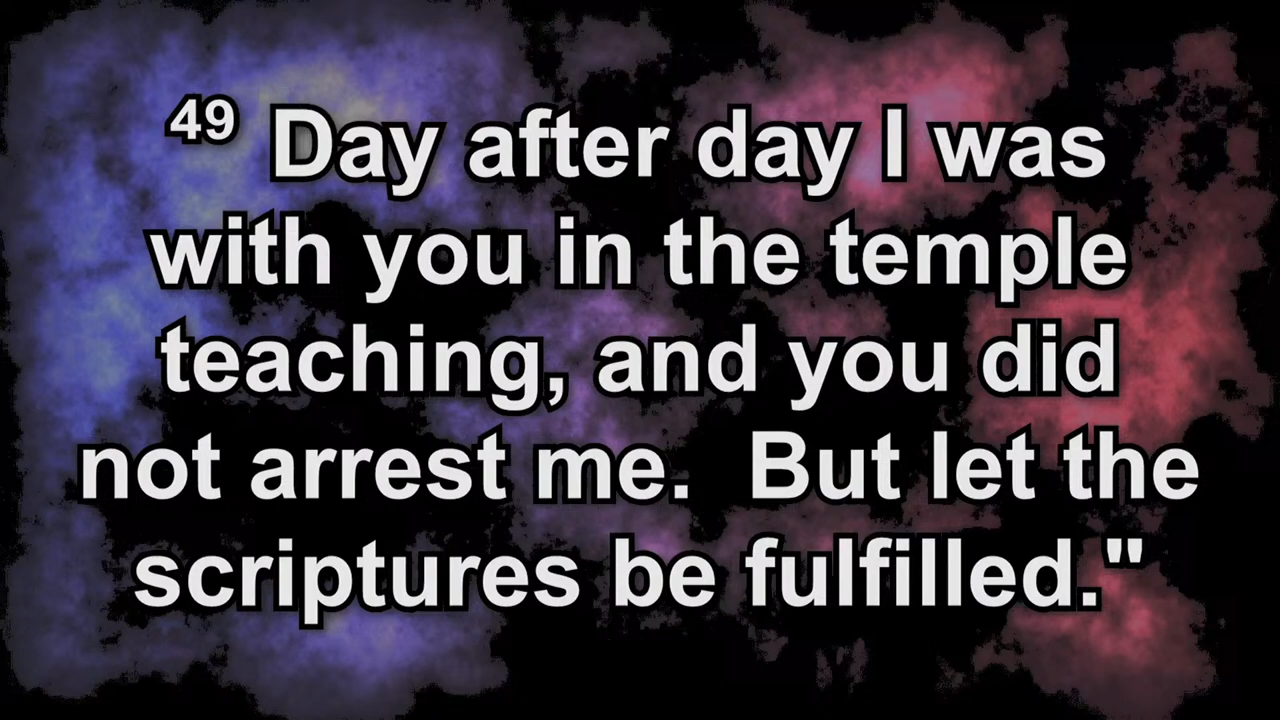 49 Day after day I was
with you in the temple
teaching, and you did
not arrest me.  But let the
scriptures be fulfilled."